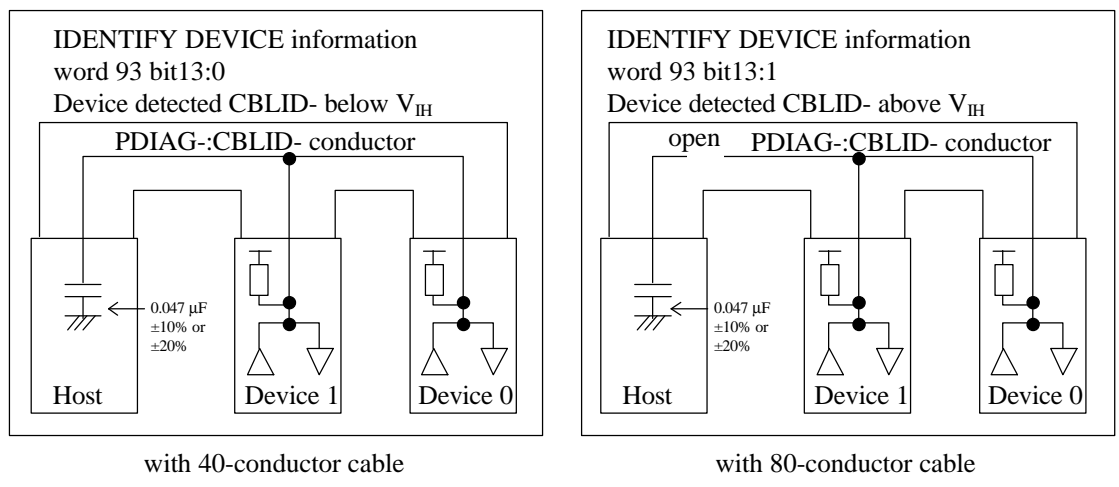 IDENTIFY DEVICE information
word 93 bit13:0
Device detected CBLID- below VIH
PDIAG-:CBLID- conductor
0.047 μF
±10% or
±20%
Host
Device 1
Device 0
with 40-conductor cable
IDENTIFY DEVICE information
word 93 bit13:1
Device detected CBLID- above VIH
open
PDIAG-:CBLID- conductor
0.047 μF
±10% or
±20%
Host
Device 1
Device 0
with 80-conductor cable